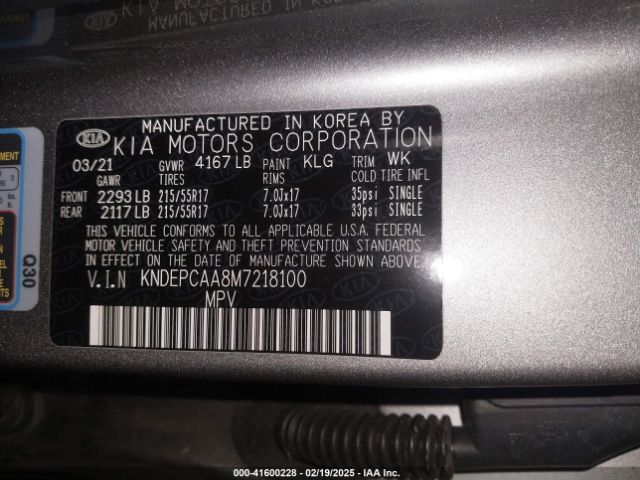 MANUFACTURED IN KOREA BY
KIA KIA MOTORS CORPORATION
03/21 GVWR 4167 LB PAINT KLG TRIM WK
GAWR TIRES RIMS COLD TIRE INFL
FRONT 2293 LB 215/55R17 7.0Jx17 35psi SINGLE
REAR 2117 LB 215/55R17 7.0Jx17 33psi SINGLE
THIS VEHICLE CONFORMS TO ALL APPLICABLE U.S.A. FEDERAL
MOTOR VEHICLE SAFETY AND THEFT PREVENTION STANDARDS
IN EFFECT ON THE DATE OF MANUFACTURE SHOWN ABOVE.
V.I.N KNDEPCAA8M7218100
MPV
Q30
000-41600228 - 02/19/2025 - IAA Inc.